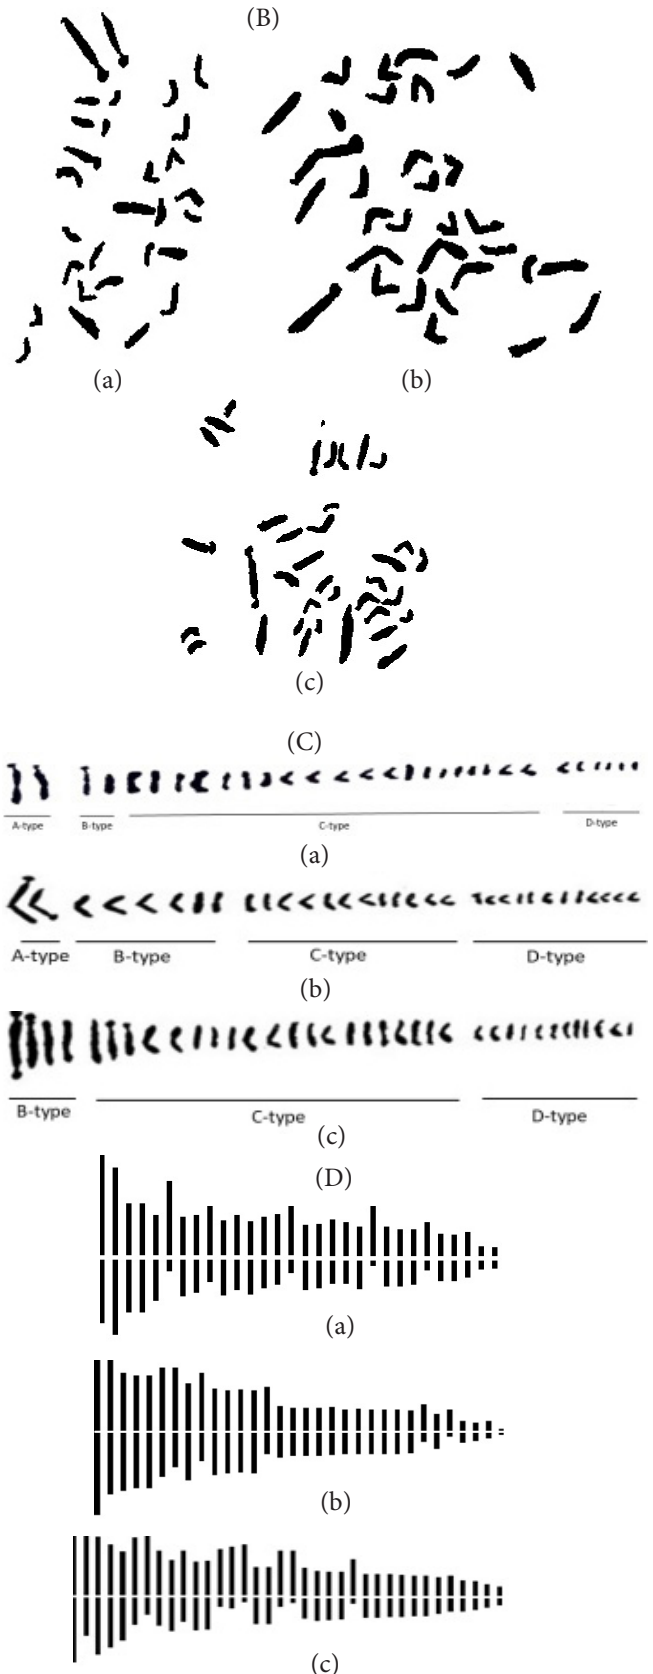 (B)
(a) (b)
(c)
(C)
A-type B-type C-type D-type
(a)
A-type B-type C-type D-type
(b)
B-type C-type D-type
(c)
(D)
(a)
(b)
(c)